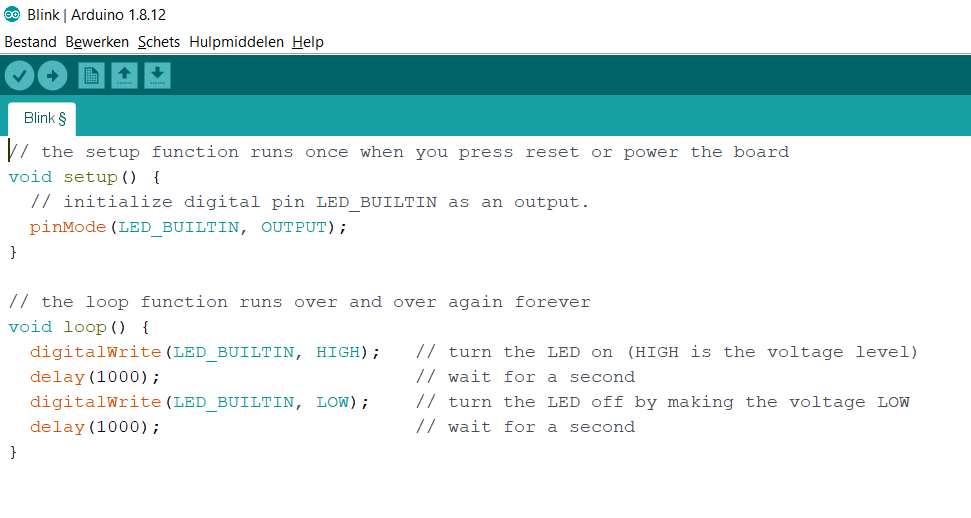 Blink | Arduino 1.8.12
Bestand Bewerken Schets Hulpmiddelen Help
Blink §
// the setup function runs once when you press reset or power the board
void setup() {
  // initialize digital pin LED_BUILTIN as an output.
  pinMode(LED_BUILTIN, OUTPUT);
}
// the loop function runs over and over again forever
void loop() {
  digitalWrite(LED_BUILTIN, HIGH);   // turn the LED on (HIGH is the voltage level)
  delay(1000);                       // wait for a second
  digitalWrite(LED_BUILTIN, LOW);    // turn the LED off by making the voltage LOW
  delay(1000);                       // wait for a second
}